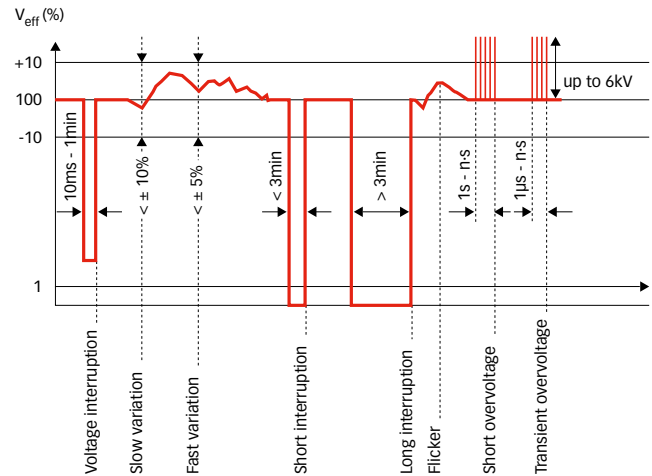 Veff (%)
+10
100
-10
1
10ms - 1min
< ± 10%
< ± 5%
< 3min
> 3min
1s - n·s
1µs - n·s
up to 6kV
Voltage interruption
Slow variation
Fast variation
Short interruption
Long interruption
Flicker
Short overvoltage
Transient overvoltage